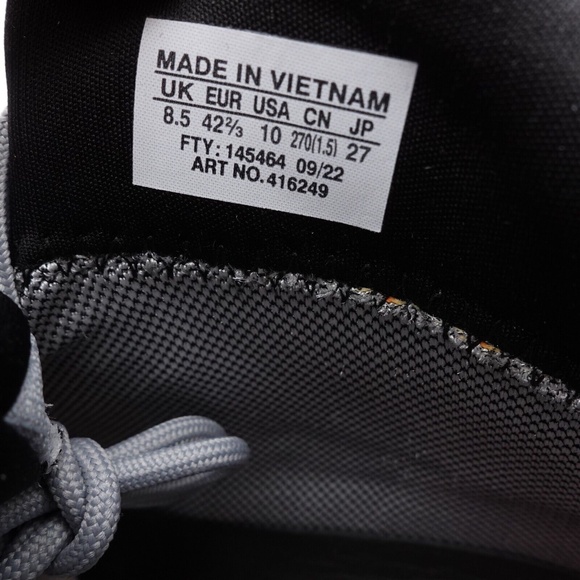 MADE IN VIETNAM
UK EUR USA CN JP
8.5 42⅔ 10 270(1.5) 27
FTY: 145464 09/22
ART NO. 416249